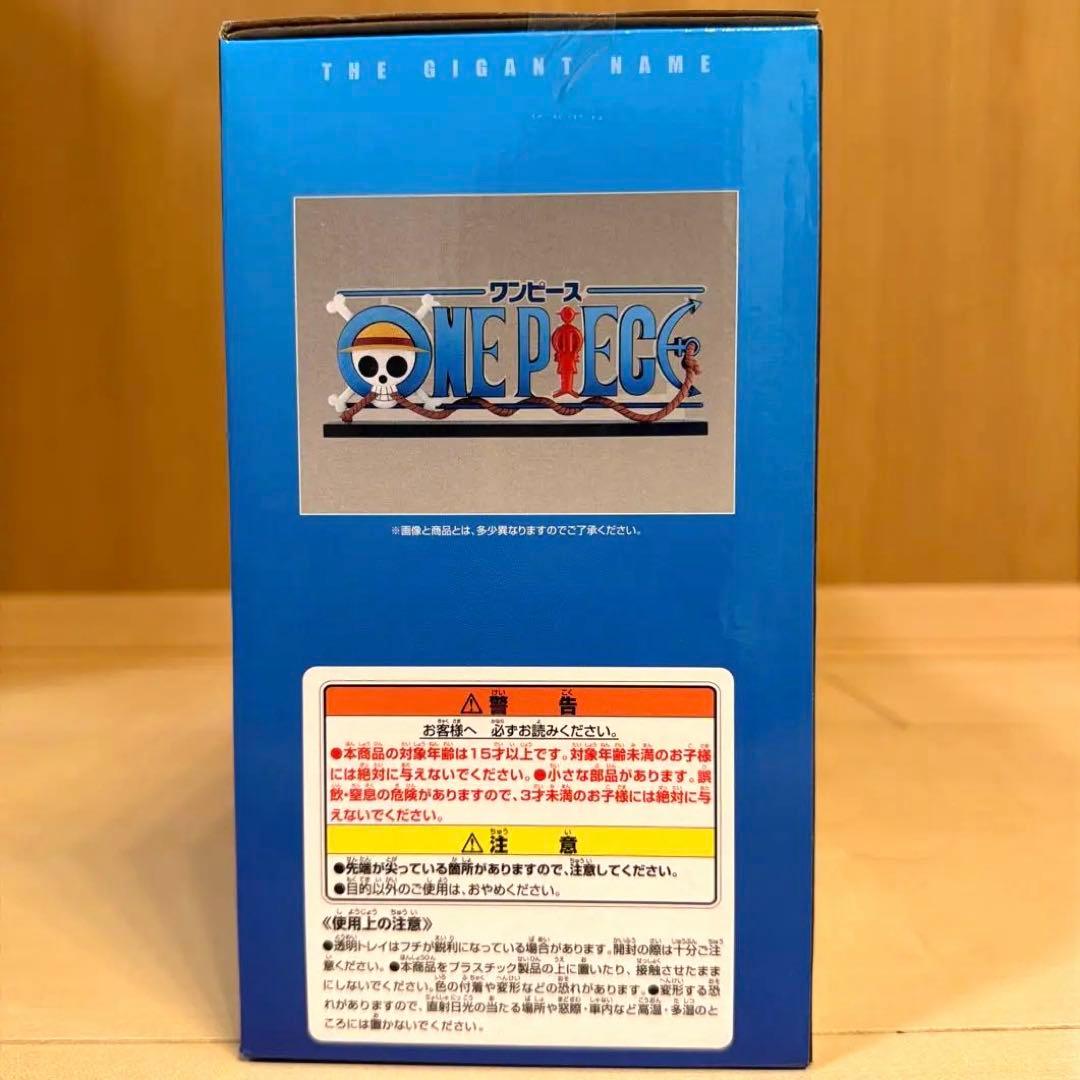 THE GIGANT NAME
ワンピース
ONE PIECE
※画像と商品とは、多少異なりますのでご了承ください。
⚠警告
お客様へ 必ずお読みください。
●本商品の対象年齢は15才以上です。対象年齢未満のお子様
には絶対に与えないでください。●小さな部品があります。誤
飲・窒息の危険がありますので、3才未満のお子様には絶対に与
えないでください。
⚠注意
●先端が尖っている箇所がありますので、注意してください。
●目的以外のご使用は、おやめください。
《使用上の注意》
●透明トレイはフチが鋭利になっている場合があります。開封の際は十分ご注
意ください。●本商品をプラスチック製品の上に置いたり、接触させたまま
にしないでください。色の付着や変形などの恐れがあります。●変形する恐
れがありますので、直射日光の当たる場所や窓際・車内など高温・多湿のと
ころには置かないでください。